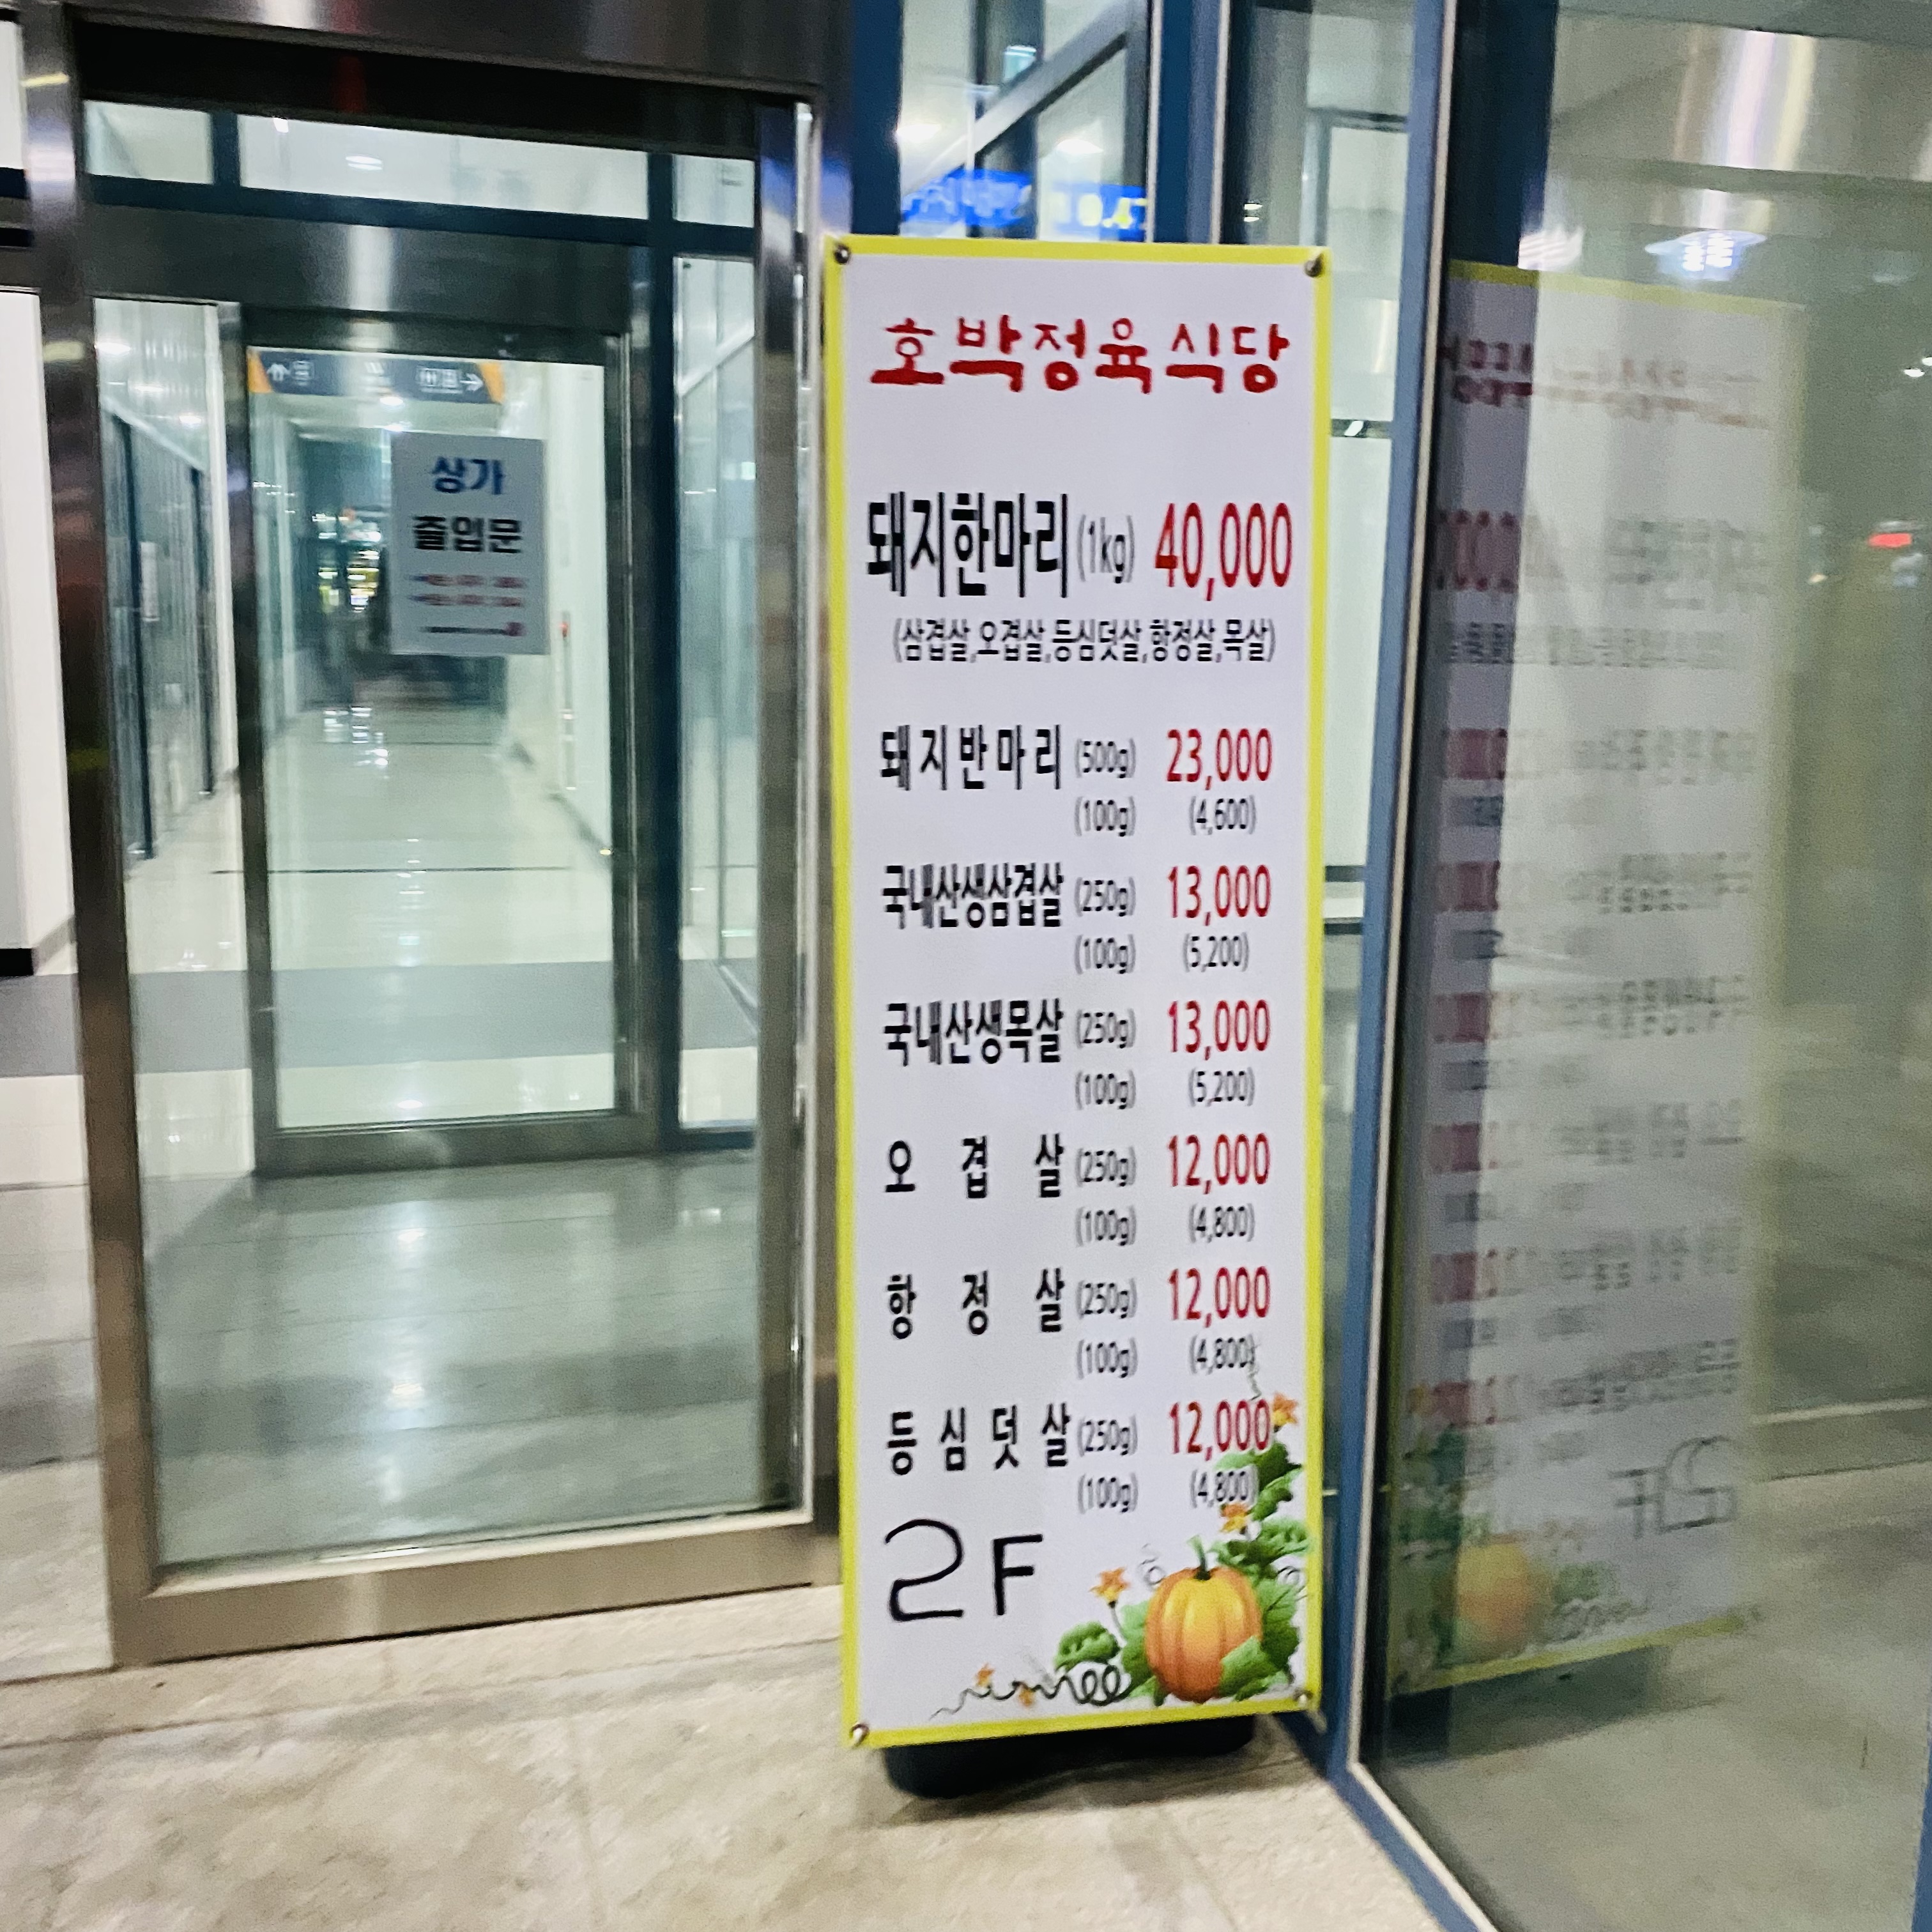 상가
출입문
호박정육식당
돼지한마리(1kg) 40,000
(삼겹살,오겹살,등심덧살,항정살,목살)
돼지반마리 (500g) 23,000
(100g) (4,600)
국내산생삼겹살 (250g) 13,000
(100g) (5,200)
국내산생목살 (250g) 13,000
(100g) (5,200)
오겹살 (250g) 12,000
(100g) (4,800)
항정살 (250g) 12,000
(100g) (4,800)
등심덧살 (250g) 12,000
(100g) (4,800)
2F